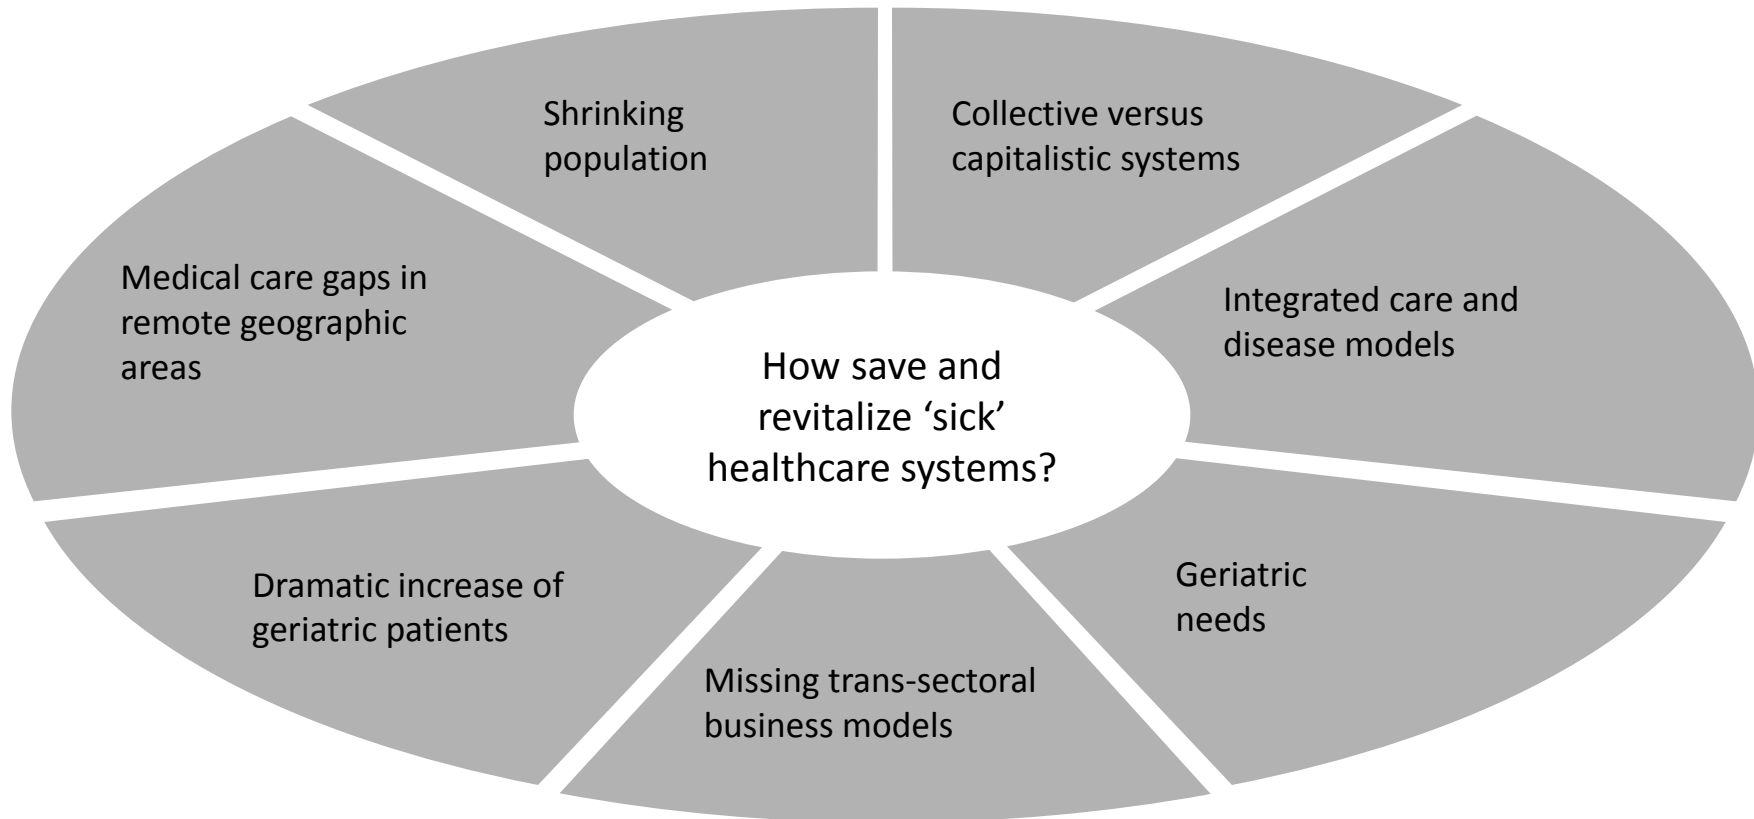 Shrinking
population
Collective versus
capitalistic systems
Medical care gaps in
remote geographic
areas
Integrated care and
disease models
How save and
revitalize ‘sick’
healthcare systems?
Dramatic increase of
geriatric patients
Geriatric
needs
Missing trans-sectoral
business models